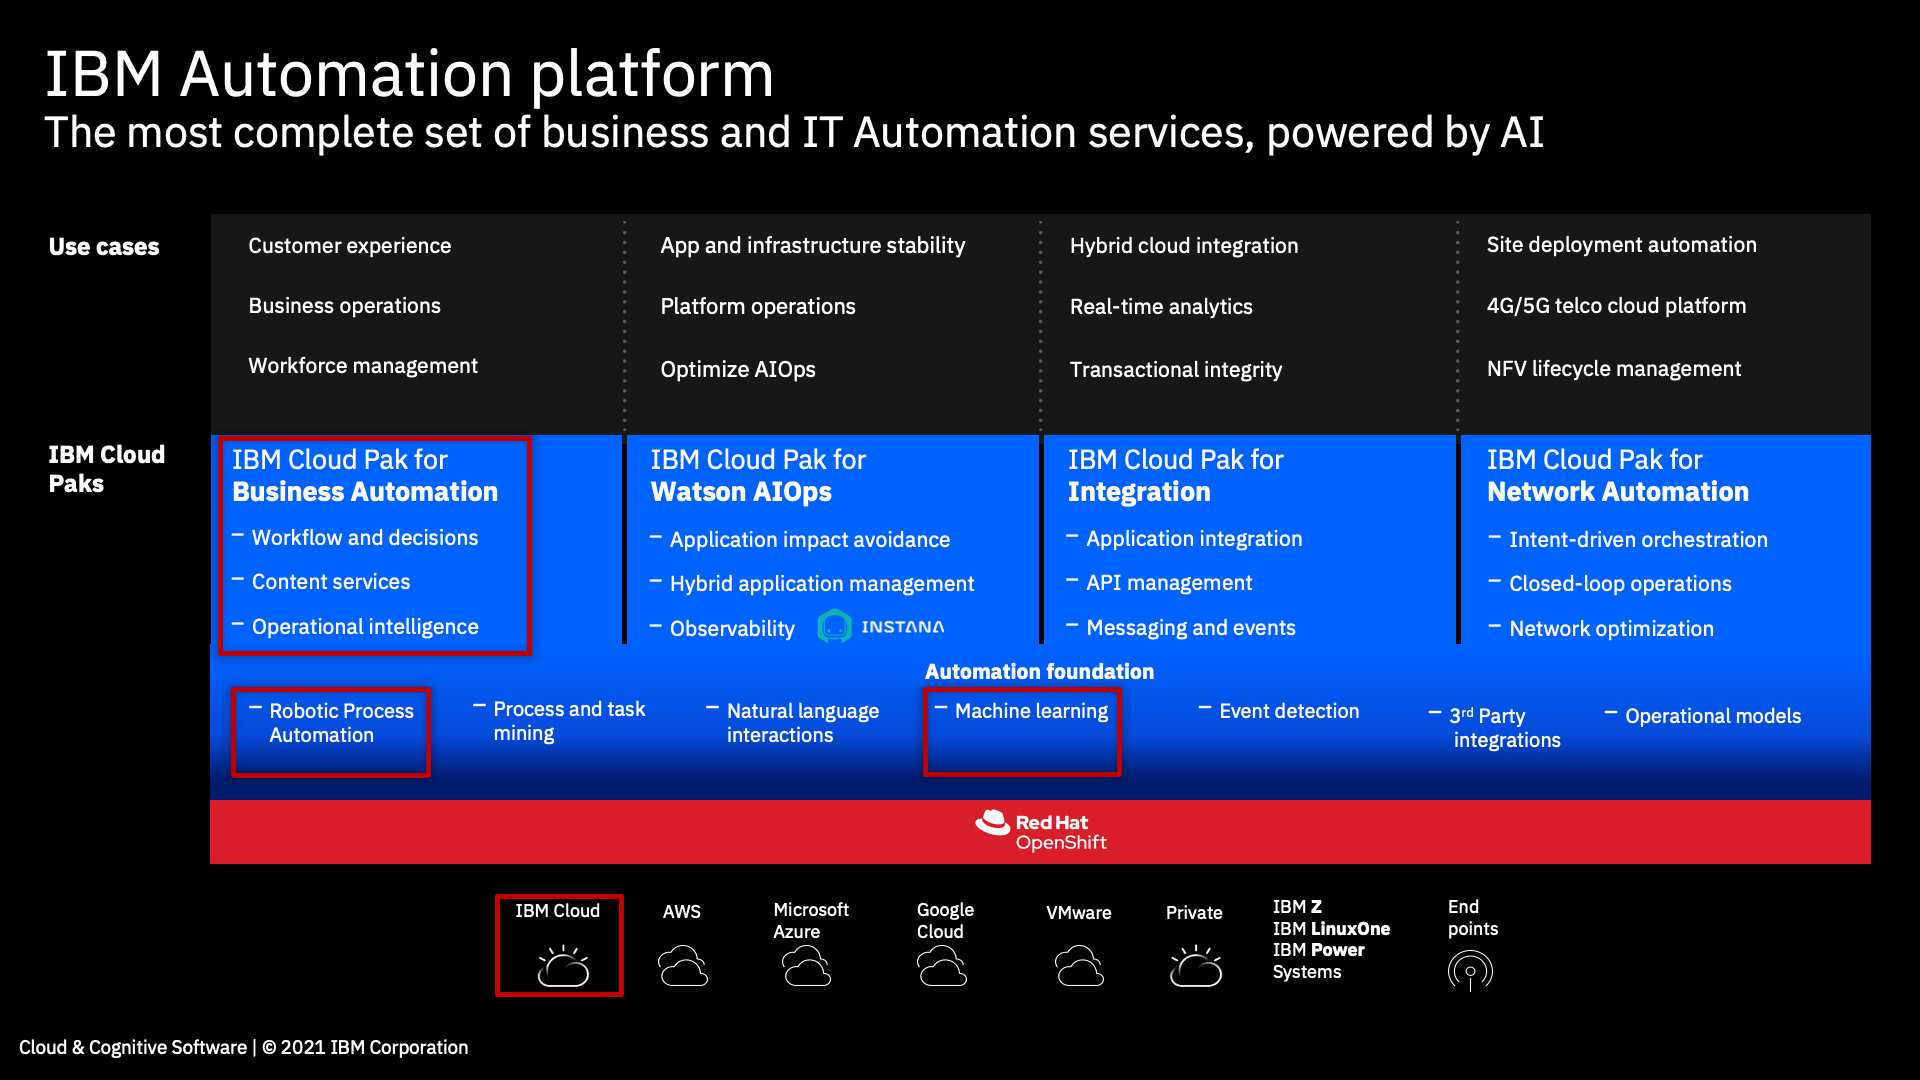 IBM Automation platform
The most complete set of business and IT Automation services, powered by AI
Use cases
Customer experience
App and infrastructure stability
Hybrid cloud integration
Site deployment automation
Business operations
Platform operations
Real-time analytics
4G/5G telco cloud platform
Workforce management
Optimize AIOps
Transactional integrity
NFV lifecycle management
IBM Cloud
Paks
IBM Cloud Pak for
Business Automation
– Workflow and decisions
– Content services
– Operational intelligence
IBM Cloud Pak for
Watson AIOps
– Application impact avoidance
– Hybrid application management
– Observability
INSTANA
IBM Cloud Pak for
Integration
– Application integration
– API management
– Messaging and events
IBM Cloud Pak for
Network Automation
– Intent-driven orchestration
– Closed-loop operations
– Network optimization
Automation foundation
– Robotic Process
Automation
– Process and task
mining
– Natural language
interactions
– Machine learning
– Event detection
– 3rd Party
integrations
– Operational models
Red Hat
OpenShift
IBM Cloud
AWS
Microsoft
Azure
Google
Cloud
VMware
Private
IBM Z
IBM LinuxOne
IBM Power
Systems
End
points
Cloud & Cognitive Software | © 2021 IBM Corporation